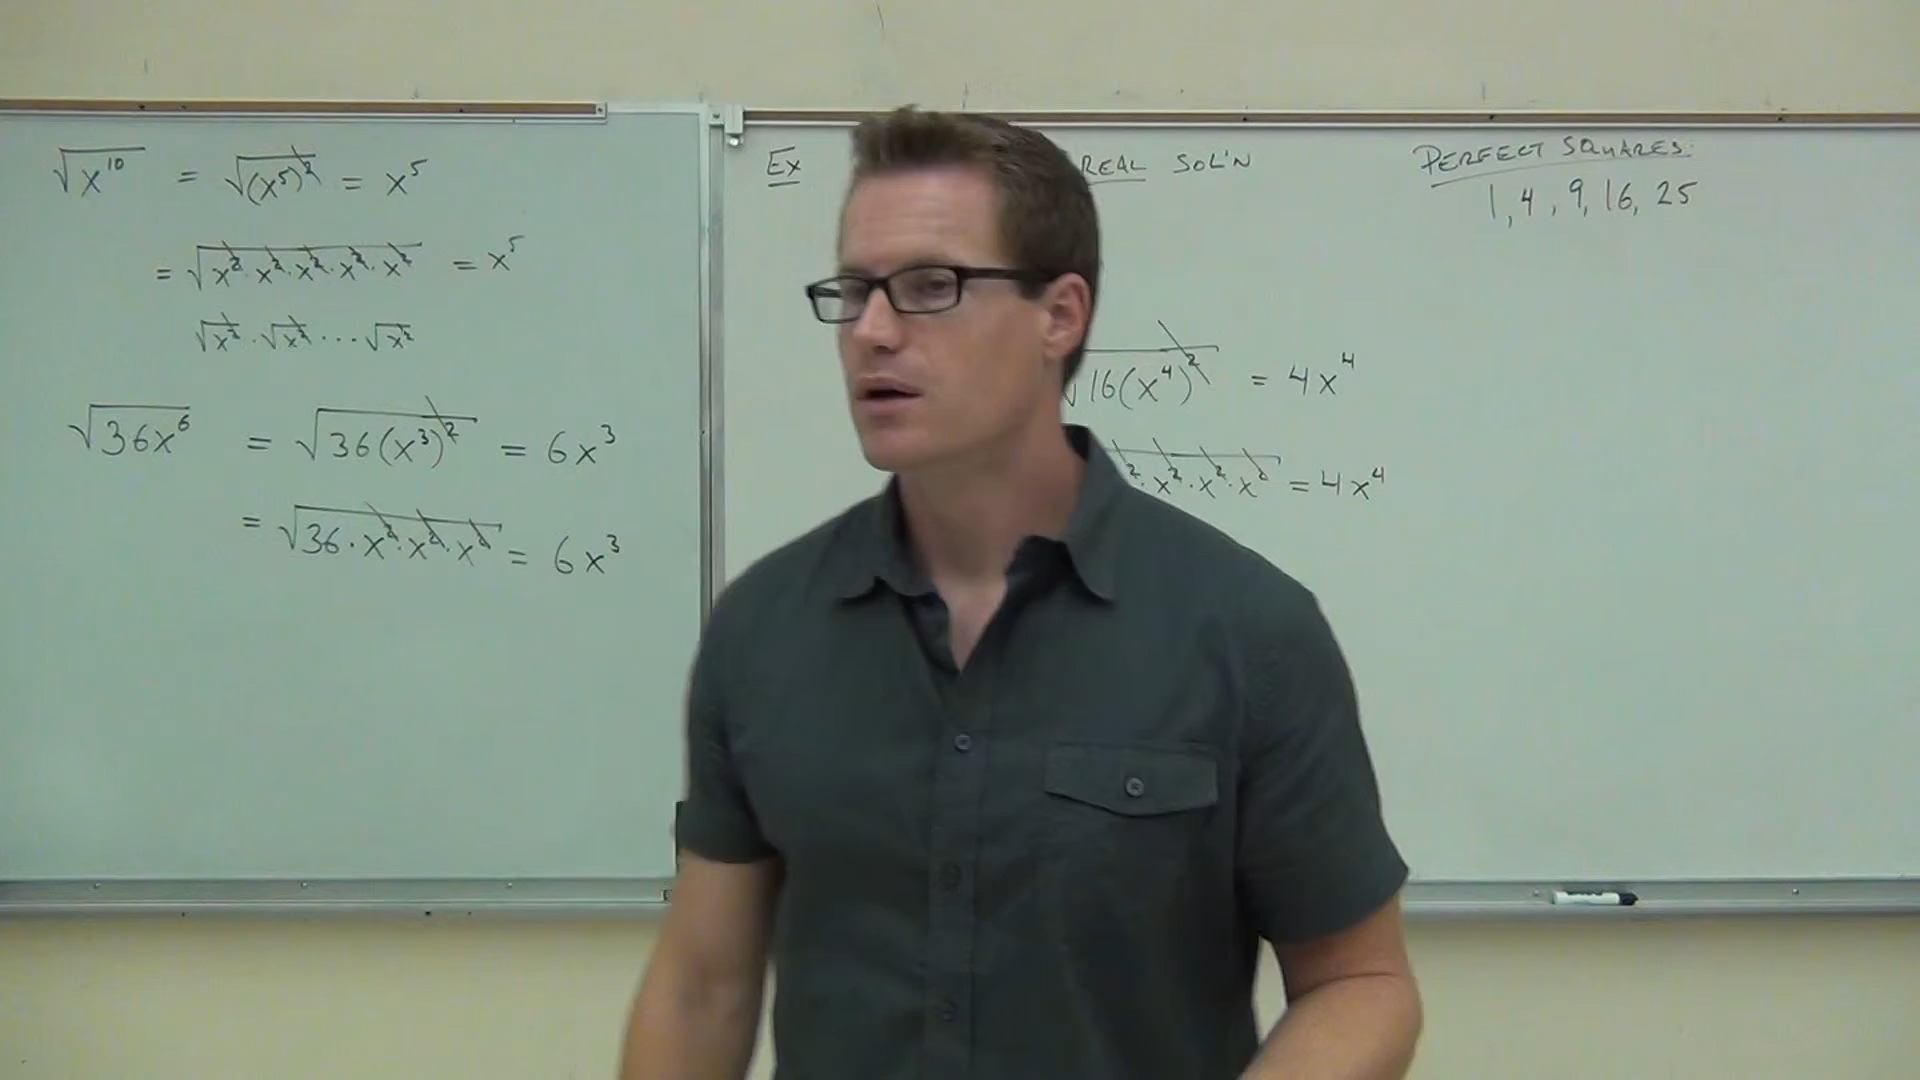 √x¹⁰ = √(x⁵)² = x⁵
= √x²·x²·x²·x²·x² = x⁵
√x²·√x²···√x²
√36x⁶ = √36(x³)² = 6x³
= √36·x²·x²·x² = 6x³
Ex
REAL SOL'N
√16(x⁴)² = 4x⁴
²·x²·x²·x² = 4x⁴
PERFECT SQUARES:
1, 4, 9, 16, 25